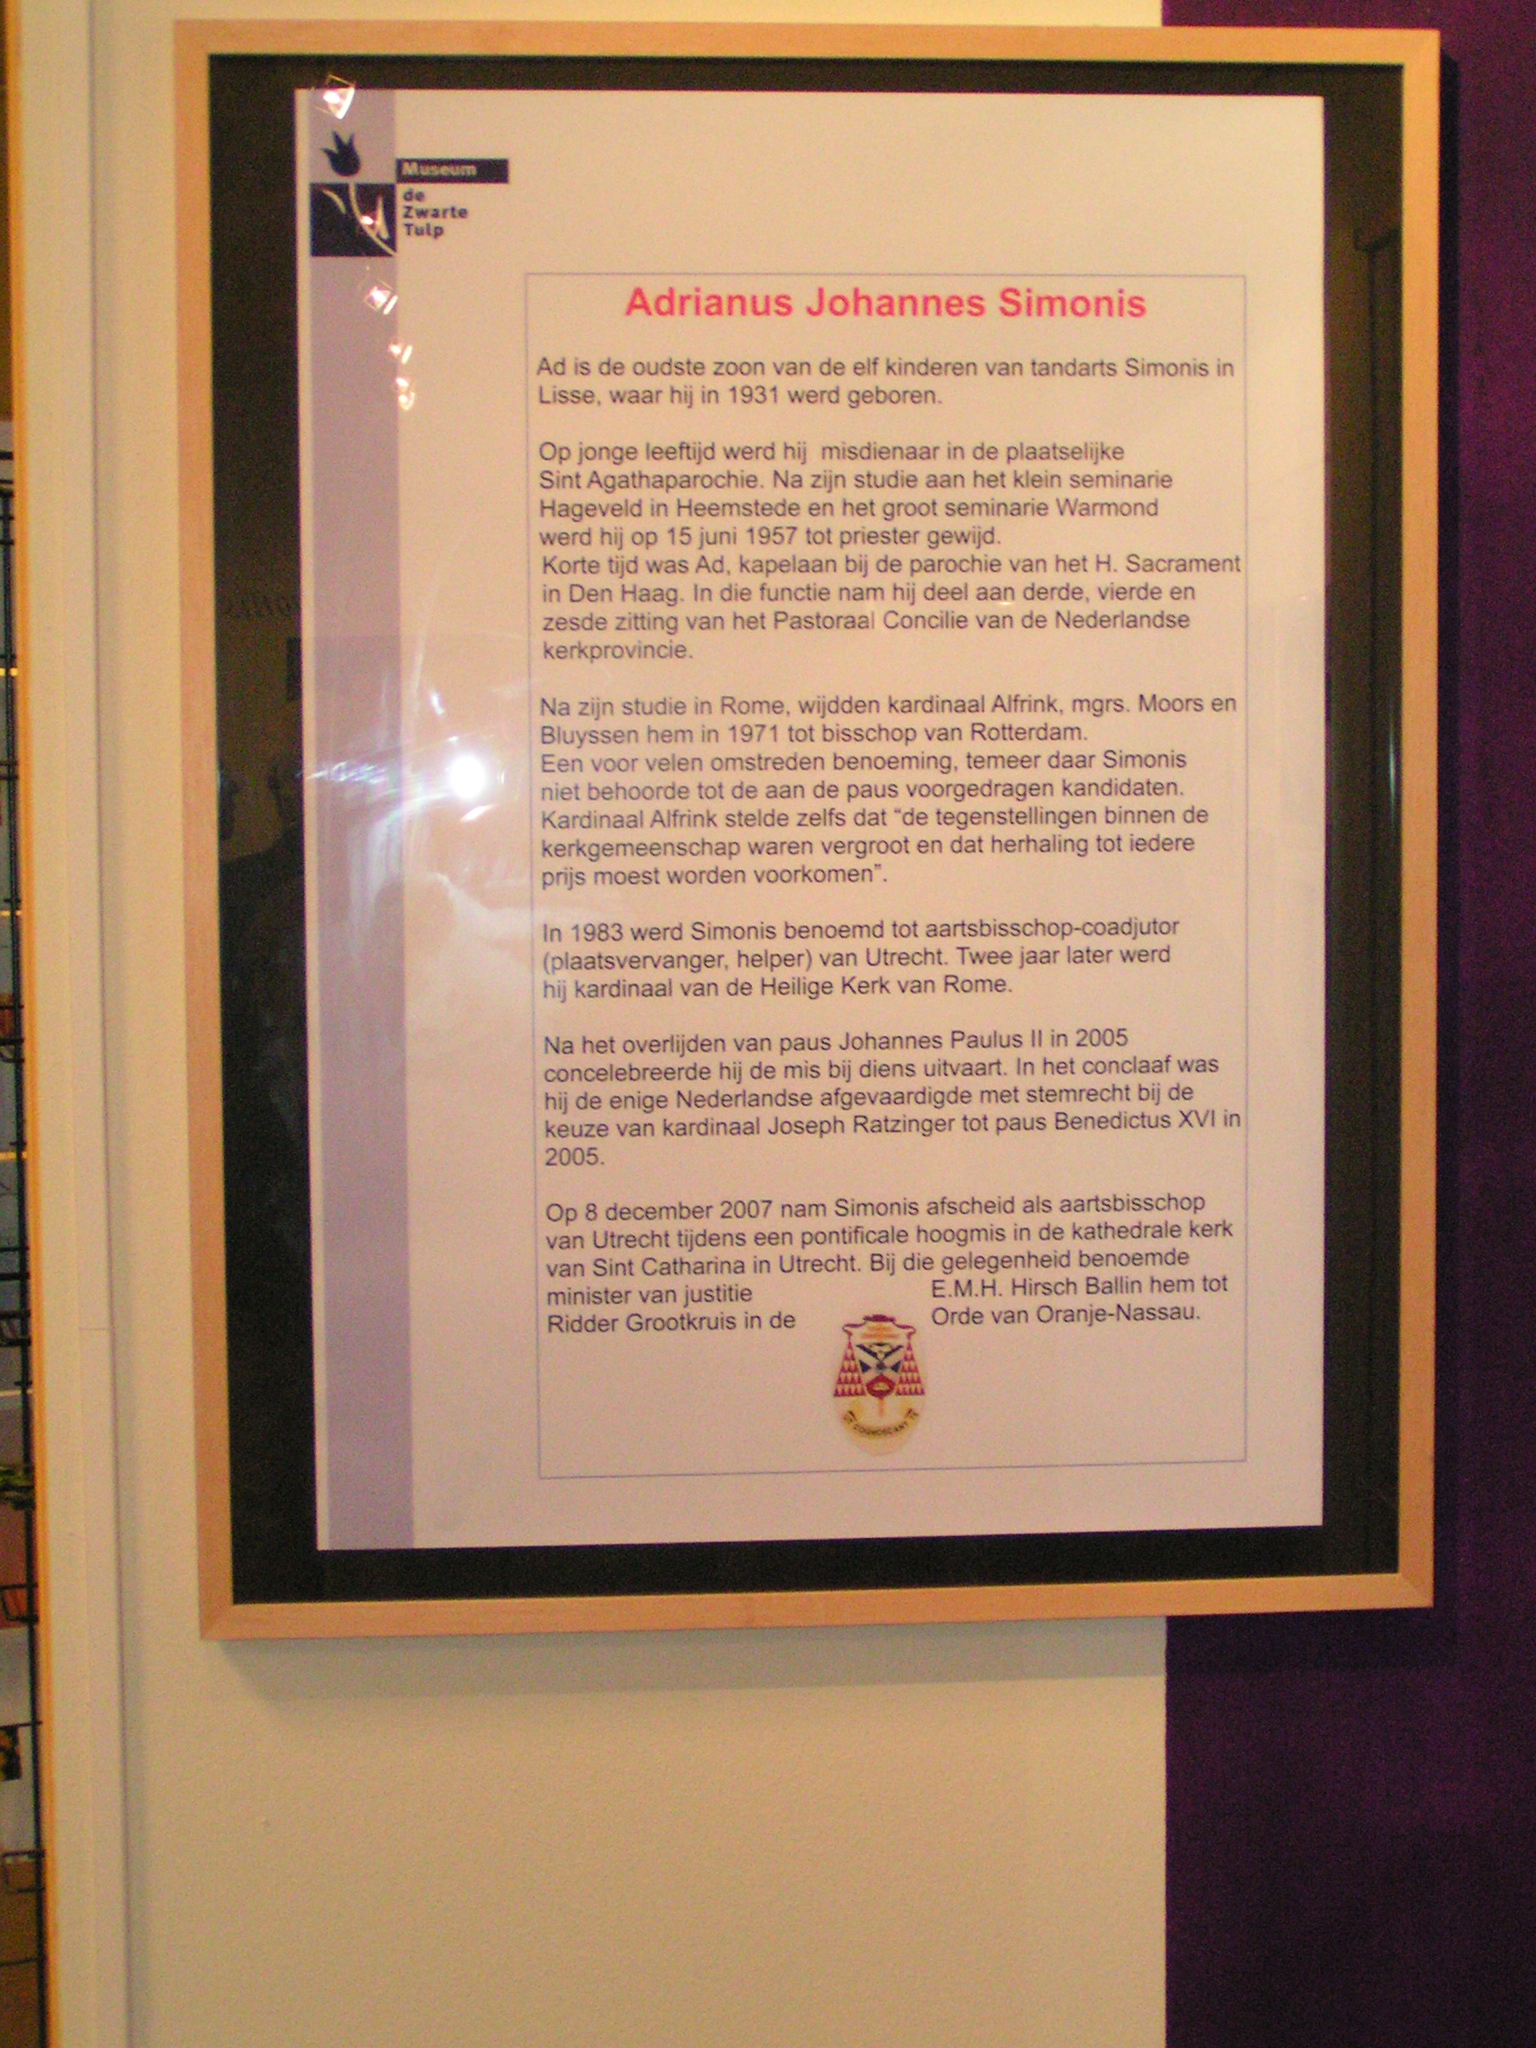 Museum
de
Zwarte
Tulp
Adrianus Johannes Simonis
Ad is de oudste zoon van de elf kinderen van tandarts Simonis in
Lisse, waar hij in 1931 werd geboren.
Op jonge leeftijd werd hij misdienaar in de plaatselijke
Sint Agathaparochie. Na zijn studie aan het klein seminarie
Hageveld in Heemstede en het groot seminarie Warmond
werd hij op 15 juni 1957 tot priester gewijd.
Korte tijd was Ad, kapelaan bij de parochie van het H. Sacrament
in Den Haag. In die functie nam hij deel aan derde, vierde en
zesde zitting van het Pastoraal Concilie van de Nederlandse
kerkprovincie.
Na zijn studie in Rome, wijdden kardinaal Alfrink, mgrs. Moors en
Bluyssen hem in 1971 tot bisschop van Rotterdam.
Een voor velen omstreden benoeming, temeer daar Simonis
niet behoorde tot de aan de paus voorgedragen kandidaten.
Kardinaal Alfrink stelde zelfs dat “de tegenstellingen binnen de
kerkgemeenschap waren vergroot en dat herhaling tot iedere
prijs moest worden voorkomen”.
In 1983 werd Simonis benoemd tot aartsbisschop-coadjutor
(plaatsvervanger, helper) van Utrecht. Twee jaar later werd
hij kardinaal van de Heilige Kerk van Rome.
Na het overlijden van paus Johannes Paulus II in 2005
concelebreerde hij de mis bij diens uitvaart. In het conclaaf was
hij de enige Nederlandse afgevaardigde met stemrecht bij de
keuze van kardinaal Joseph Ratzinger tot paus Benedictus XVI in
2005.
Op 8 december 2007 nam Simonis afscheid als aartsbisschop
van Utrecht tijdens een pontificale hoogmis in de kathedrale kerk
van Sint Catharina in Utrecht. Bij die gelegenheid benoemde
minister van justitie E.M.H. Hirsch Ballin hem tot
Ridder Grootkruis in de Orde van Oranje-Nassau.